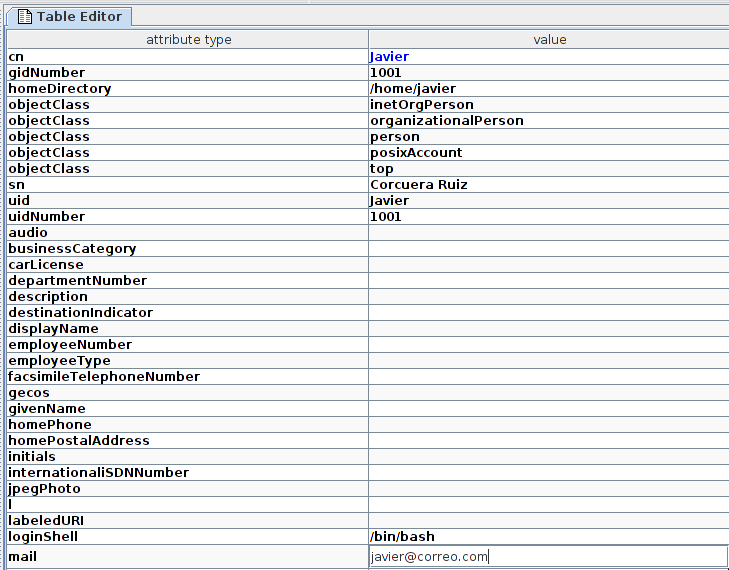 Table Editor
attribute type value
cn Javier
gidNumber 1001
homeDirectory /home/javier
objectClass inetOrgPerson
objectClass organizationalPerson
objectClass person
objectClass posixAccount
objectClass top
sn Corcuera Ruiz
uid Javier
uidNumber 1001
audio
businessCategory
carLicense
departmentNumber
description
destinationIndicator
displayName
employeeNumber
employeeType
facsimileTelephoneNumber
gecos
givenName
homePhone
homePostalAddress
initials
internationaliSDNNumber
jpegPhoto
l
labeledURI
loginShell /bin/bash
mail javier@correo.com